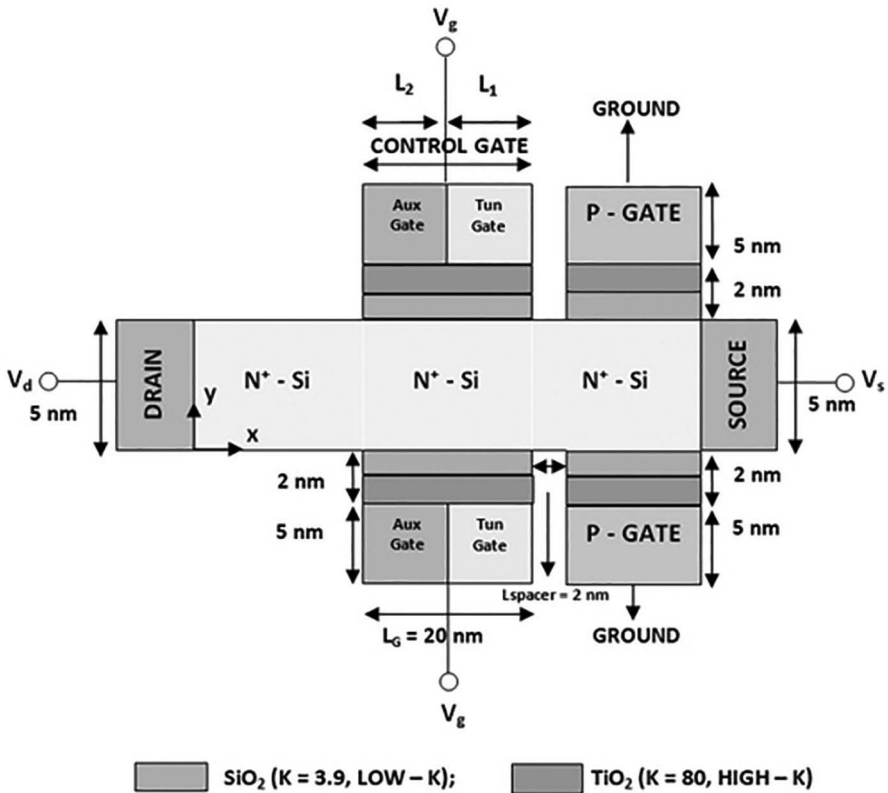 V_g
L₂ L₁
GROUND
CONTROL GATE
Aux
Gate
Tun
Gate
P - GATE
5 nm
2 nm
V_d
5 nm
DRAIN
y
x
N⁺ - Si
N⁺ - Si
N⁺ - Si
SOURCE
V_s
5 nm
2 nm
5 nm
Aux
Gate
Tun
Gate
P - GATE
2 nm
5 nm
Lspacer = 2 nm
L_G = 20 nm
GROUND
V_g
SiO₂ (K = 3.9, LOW – K);
TiO₂ (K = 80, HIGH – K)